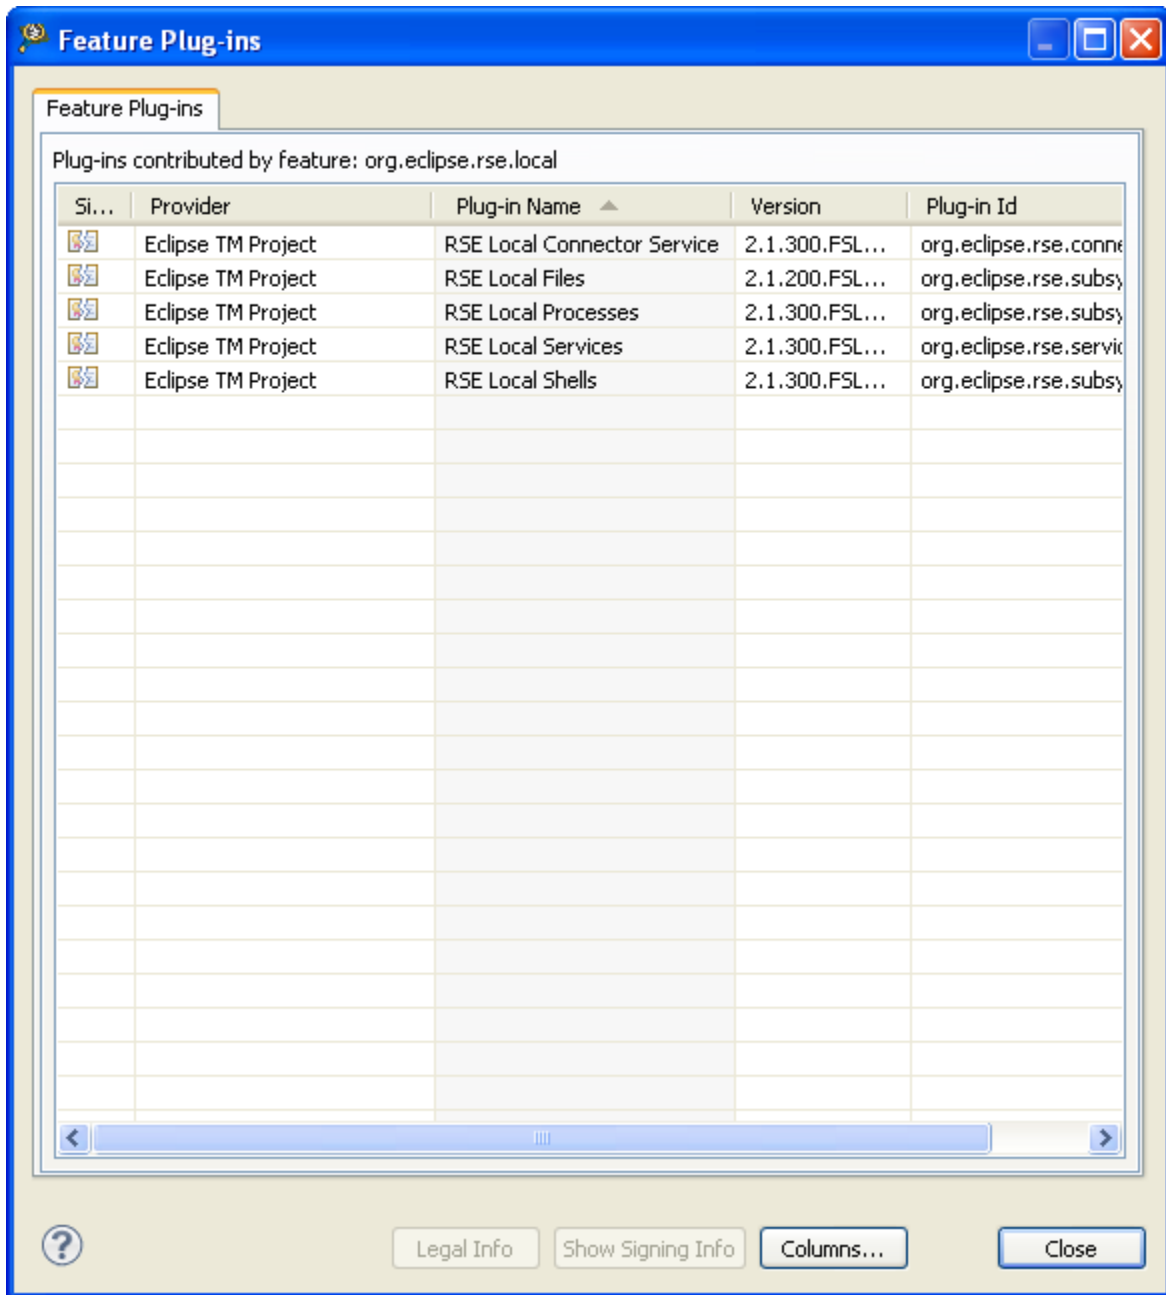 Feature Plug-ins
Feature Plug-ins
Plug-ins contributed by feature: org.eclipse.rse.local
Si... Provider Plug-in Name Version Plug-in Id
Eclipse TM Project RSE Local Connector Service 2.1.300.FSL... org.eclipse.rse.conne
Eclipse TM Project RSE Local Files 2.1.200.FSL... org.eclipse.rse.subsy
Eclipse TM Project RSE Local Processes 2.1.300.FSL... org.eclipse.rse.subsy
Eclipse TM Project RSE Local Services 2.1.300.FSL... org.eclipse.rse.servic
Eclipse TM Project RSE Local Shells 2.1.300.FSL... org.eclipse.rse.subsy
? Legal Info Show Signing Info Columns... Close